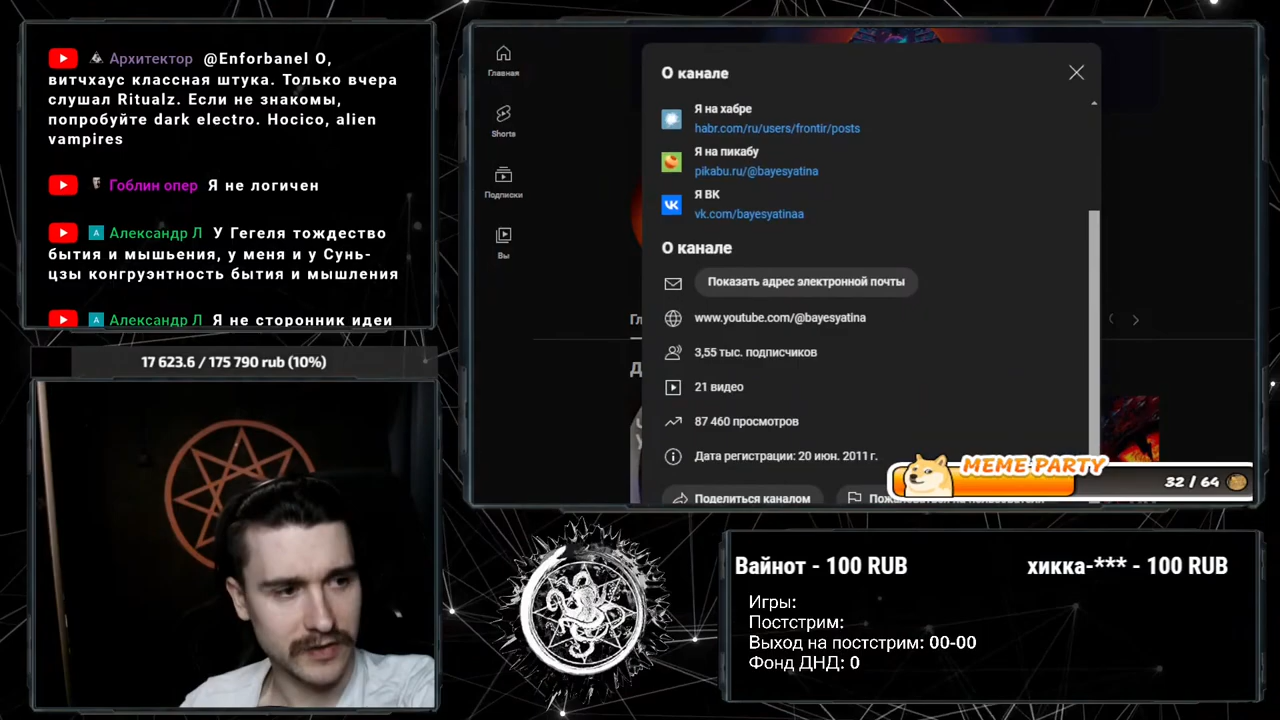 Архитектор @Enforbanel О,
витчхаус классная штука. Только вчера
слушал Ritualz. Если не знакомы,
попробуйте dark electro. Hocico, alien
vampires
Гоблин опер Я не логичен
Александр Л У Гегеля тождество
бытия и мышьения, у меня и у Сунь-
цзы конгруэнтность бытия и мышления
Александр Л Я не сторонник идеи
17 623.6 / 175 790 rub (10%)
Главная
Shorts
Подписки
Вы
О канале
Я на хабре
habr.com/ru/users/frontir/posts
Я на пикабу
pikabu.ru/@bayesyatina
Я ВК
vk.com/bayesyatinaa
О канале
Показать адрес электронной почты
www.youtube.com/@bayesyatina
3,55 тыс. подписчиков
21 видео
87 460 просмотров
Дата регистрации: 20 июн. 2011 г.
Поделиться каналом
MEME PARTY
32 / 64
Вайнот - 100 RUB
хикка-*** - 100 RUB
Игры:
Постстрим:
Выход на постстрим: 00-00
Фонд ДНД: 0